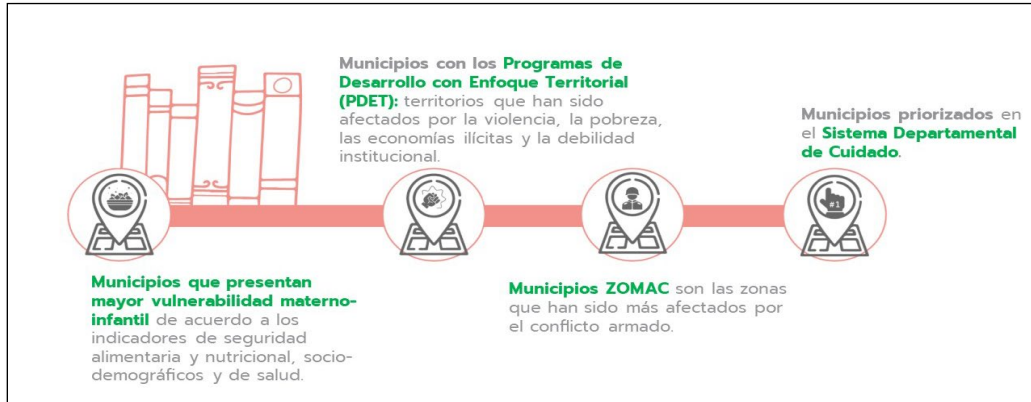 Municipios con los Programas de
Desarrollo con Enfoque Territorial
(PDET): territorios que han sido
afectados por la violencia, la pobreza,
las economías ilícitas y la debilidad
institucional.
Municipios priorizados en
el Sistema Departamental
de Cuidado.
#1
Municipios que presentan
mayor vulnerabilidad materno-
infantil de acuerdo a los
indicadores de seguridad
alimentaria y nutricional, socio-
demográficos y de salud.
Municipios ZOMAC son las zonas
que han sido más afectados por
el conflicto armado.